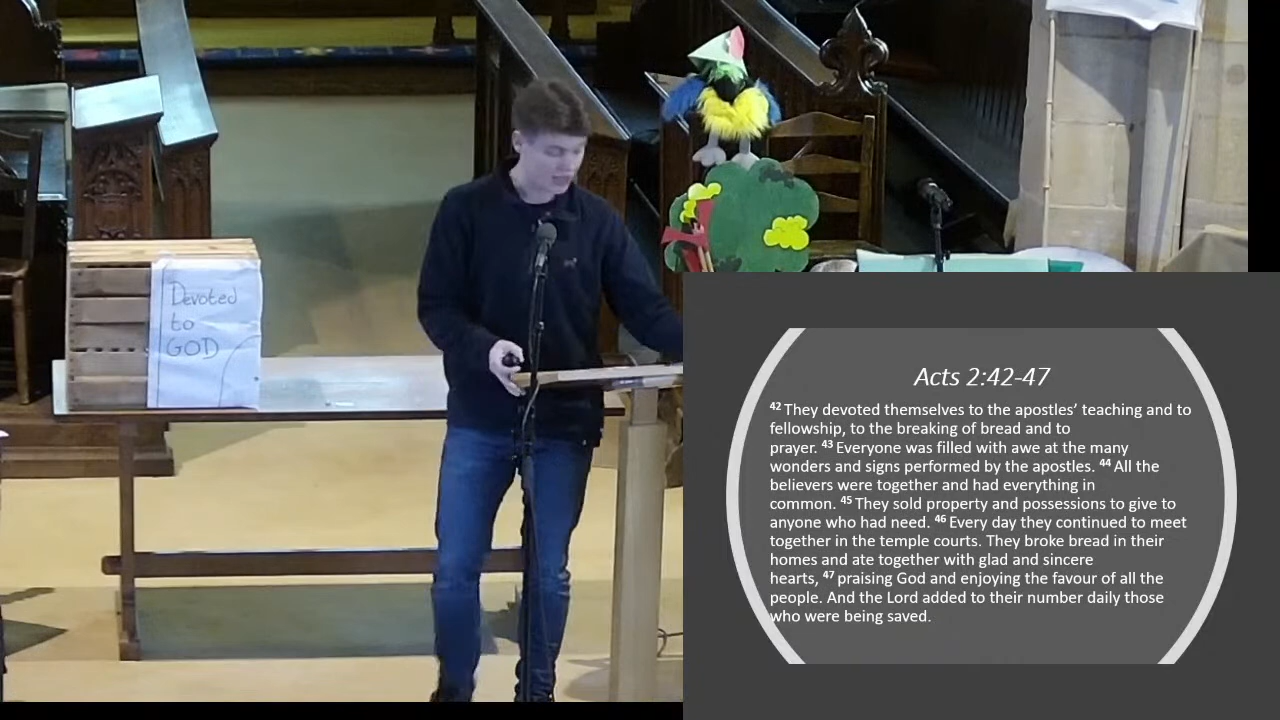 Devoted
to
GOD
Acts 2:42-47
⁴² They devoted themselves to the apostles’ teaching and to
fellowship, to the breaking of bread and to
prayer. ⁴³ Everyone was filled with awe at the many
wonders and signs performed by the apostles. ⁴⁴ All the
believers were together and had everything in
common. ⁴⁵ They sold property and possessions to give to
anyone who had need. ⁴⁶ Every day they continued to meet
together in the temple courts. They broke bread in their
homes and ate together with glad and sincere
hearts, ⁴⁷ praising God and enjoying the favour of all the
people. And the Lord added to their number daily those
who were being saved.